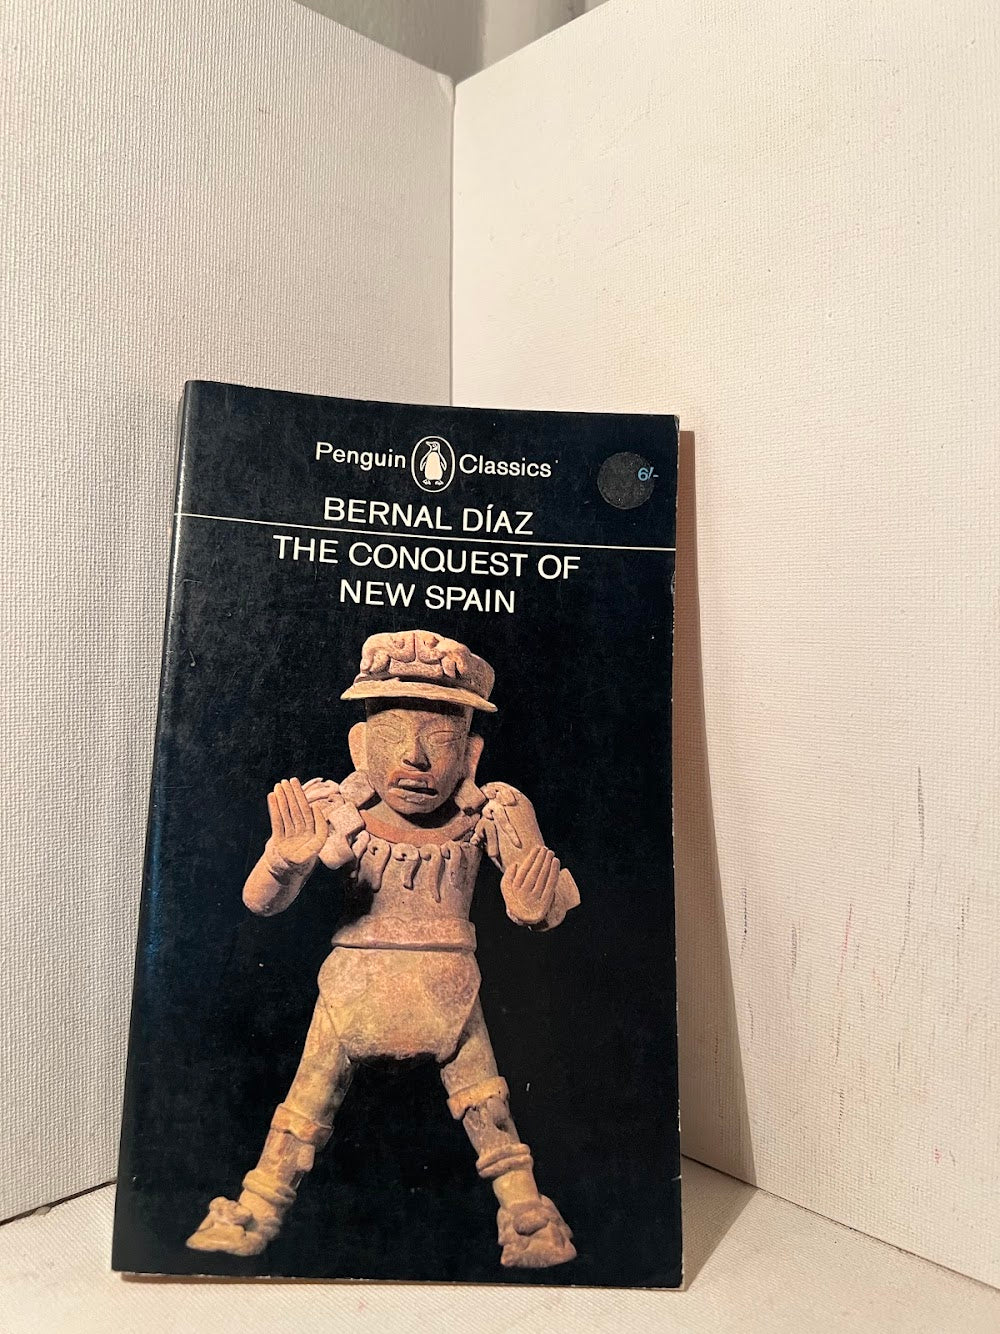 Penguin Classics
6/-
BERNAL DÍAZ
THE CONQUEST OF
NEW SPAIN